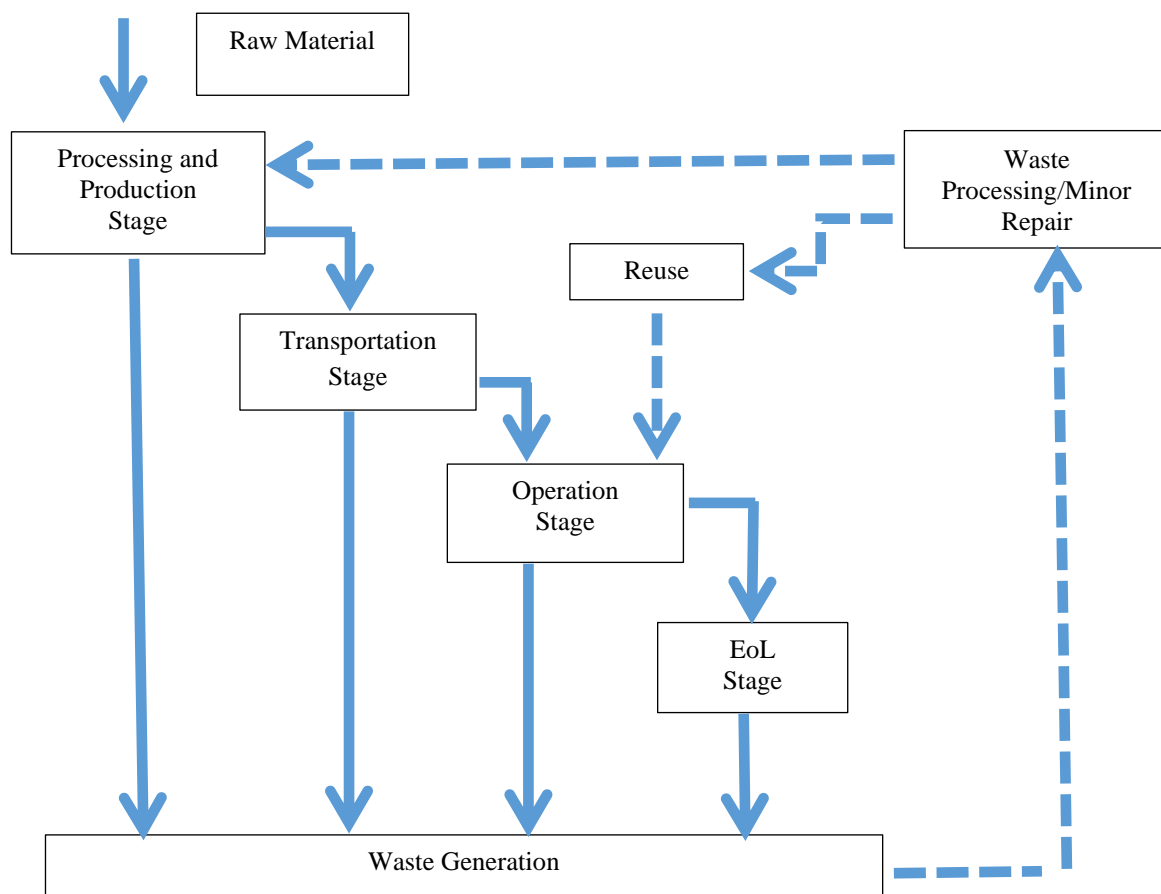 Raw Material
Processing and
Production
Stage
Waste
Processing/Minor
Repair
Reuse
Transportation
Stage
Operation
Stage
EoL
Stage
Waste Generation